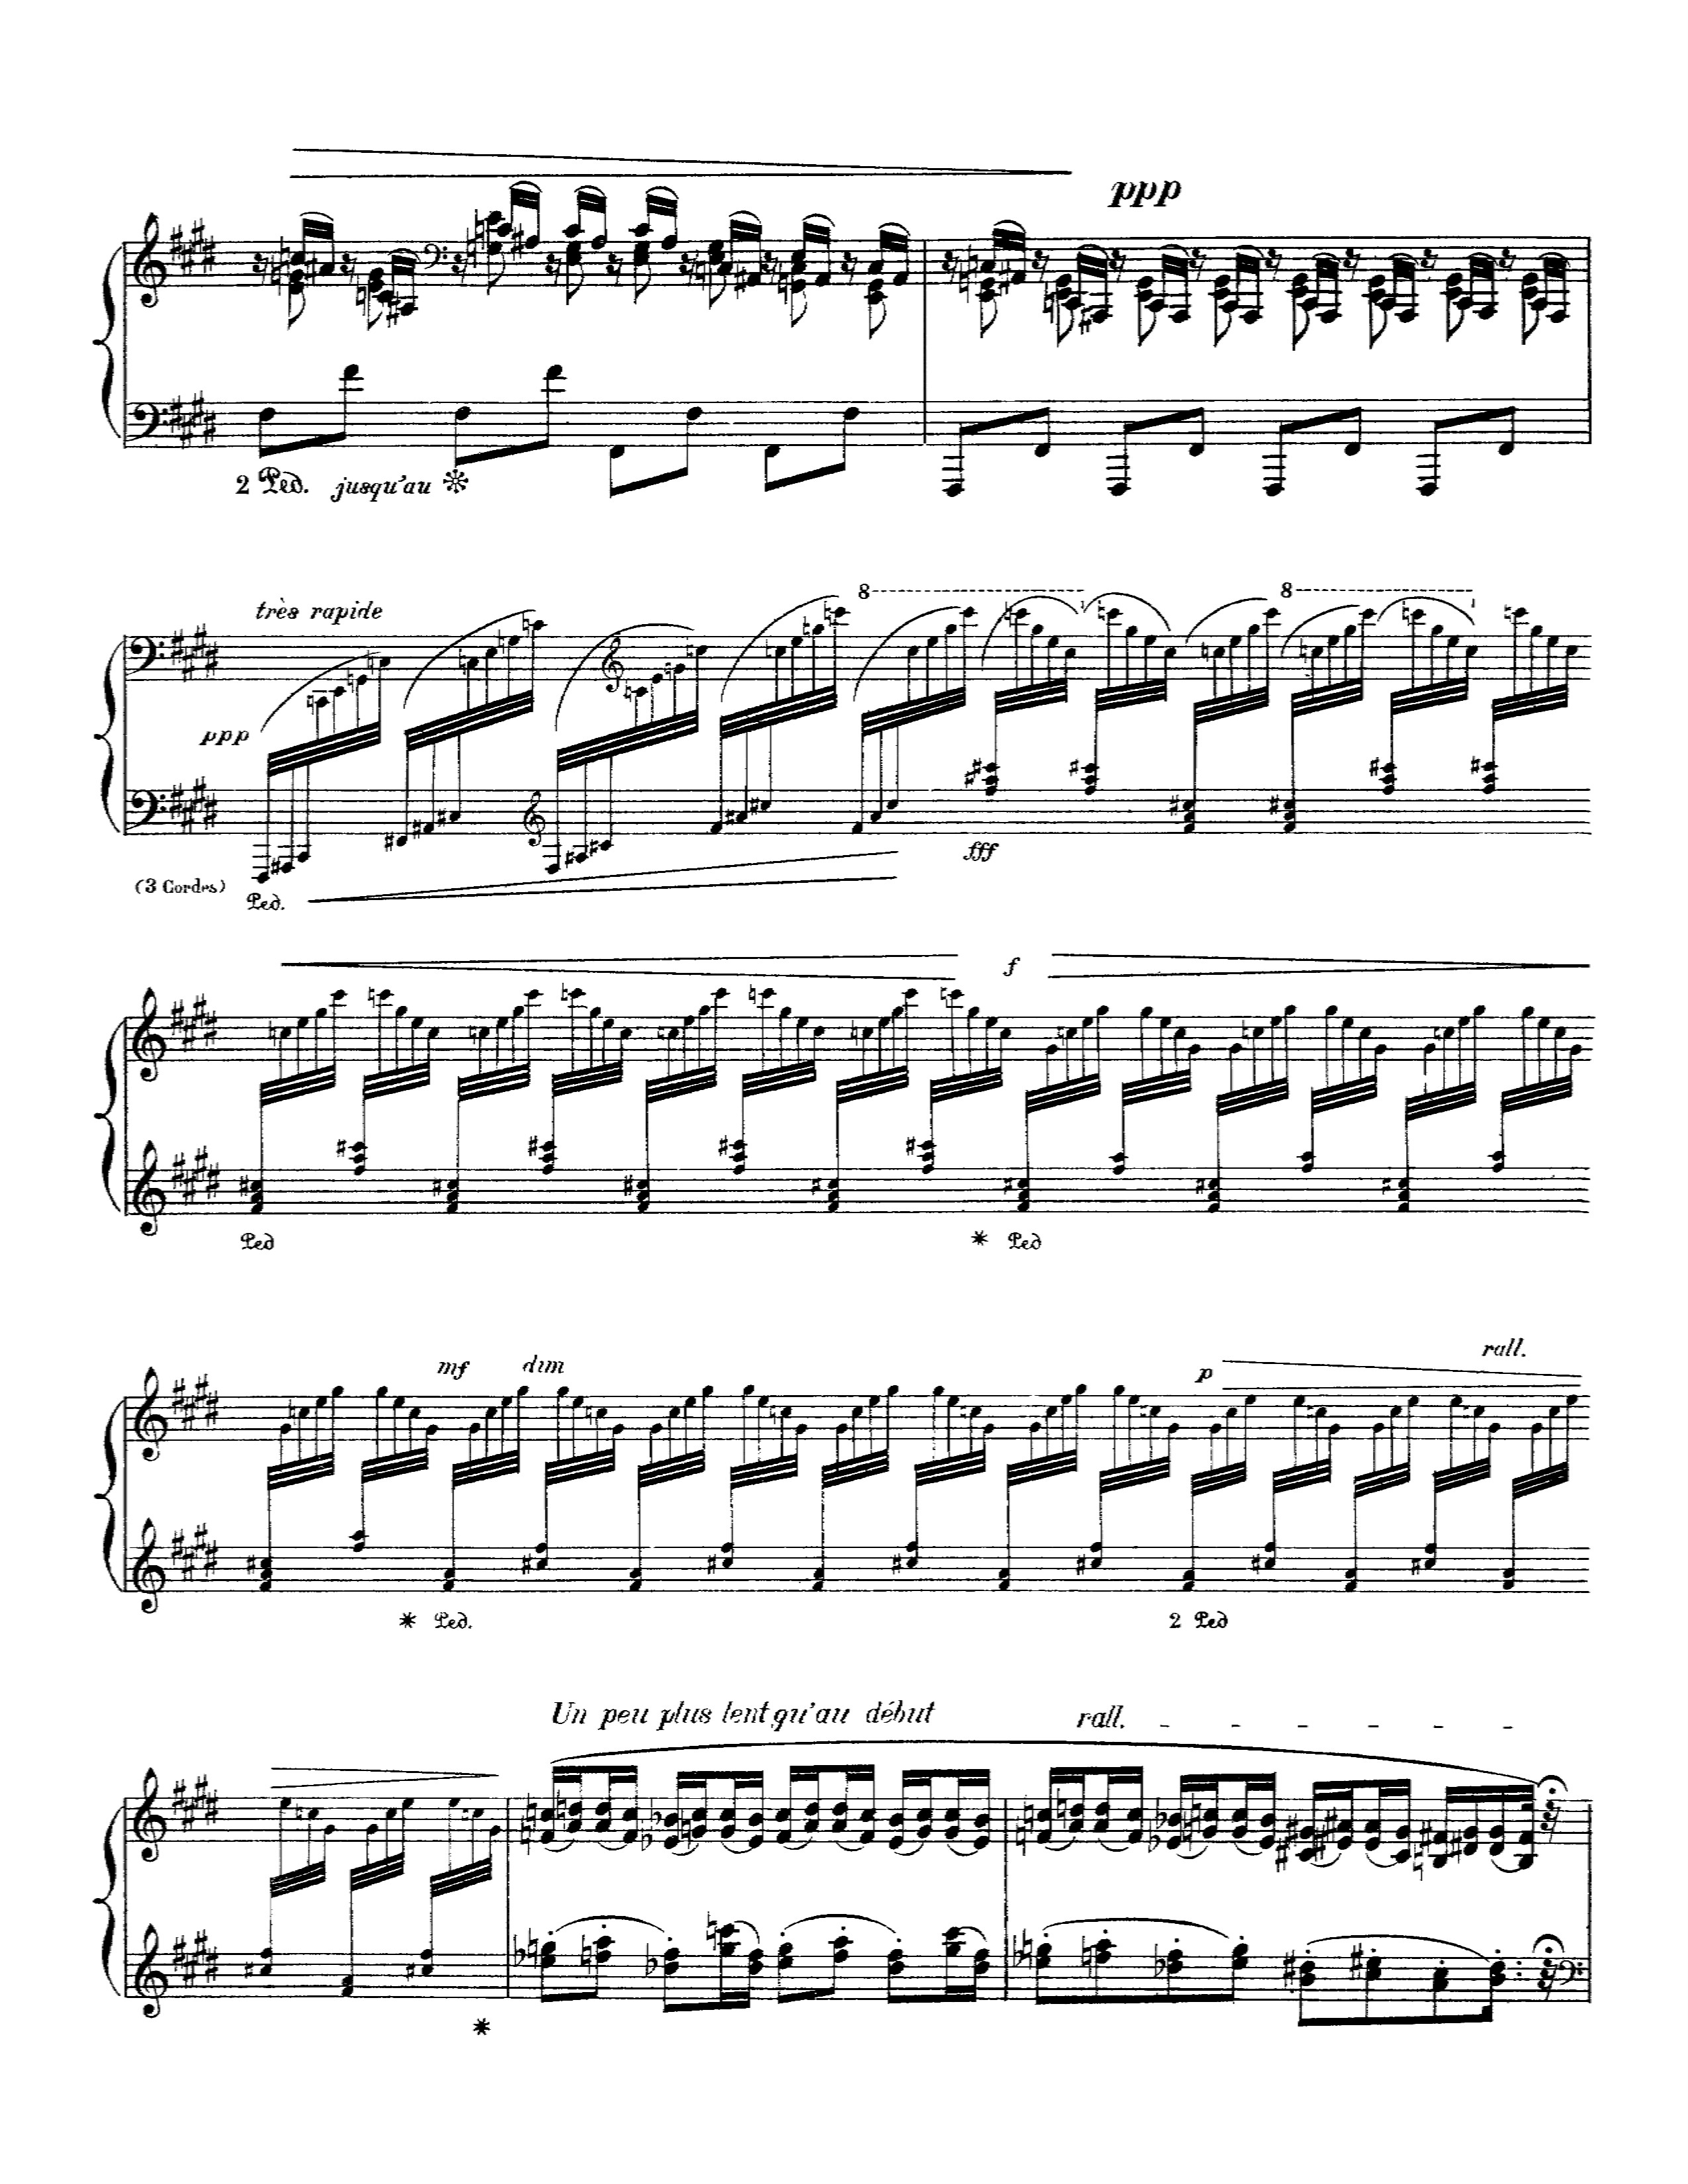 ppp
2 Ped. jusqu'au
très rapide
8 8
ppp
fff
(3 Cordes)
Ped.
f
Ped Ped
rall.
mf dim p
Ped. 2 Ped
Un peu plus lent qu'au début rall.